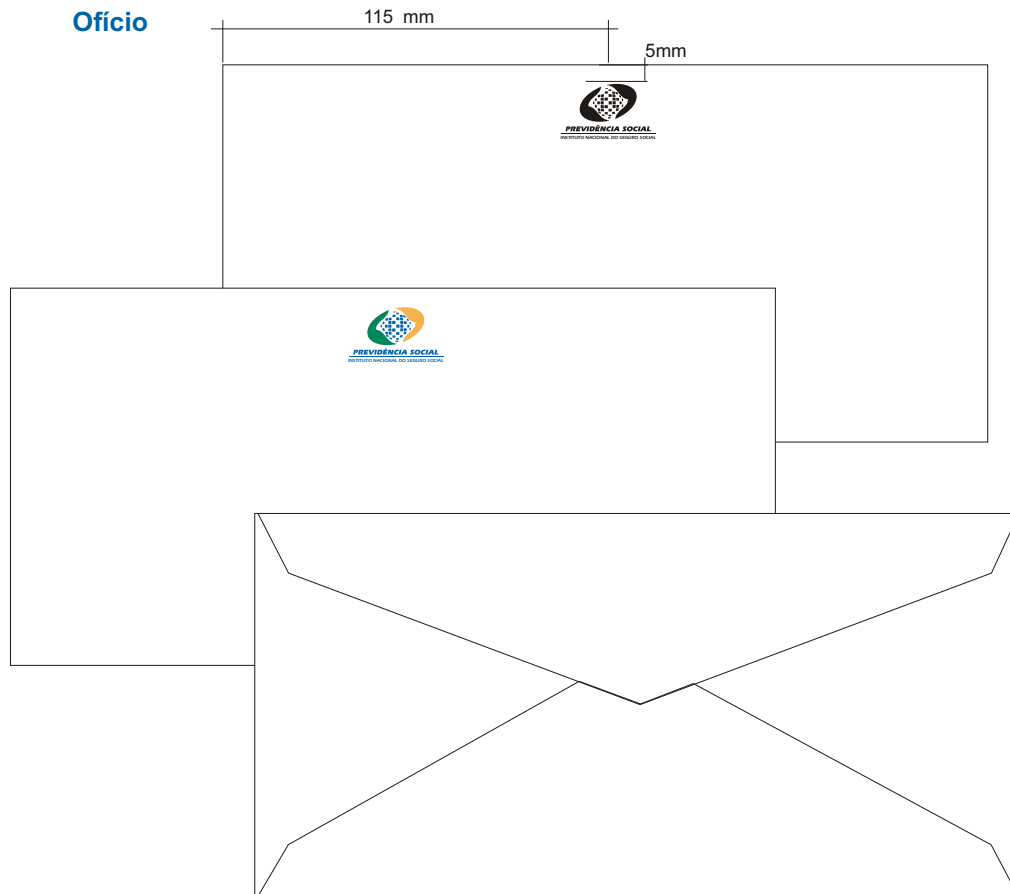 Ofício
115 mm
5mm
PREVIDÊNCIA SOCIAL
INSTITUTO NACIONAL DO SEGURO SOCIAL
PREVIDÊNCIA SOCIAL
INSTITUTO NACIONAL DO SEGURO SOCIAL